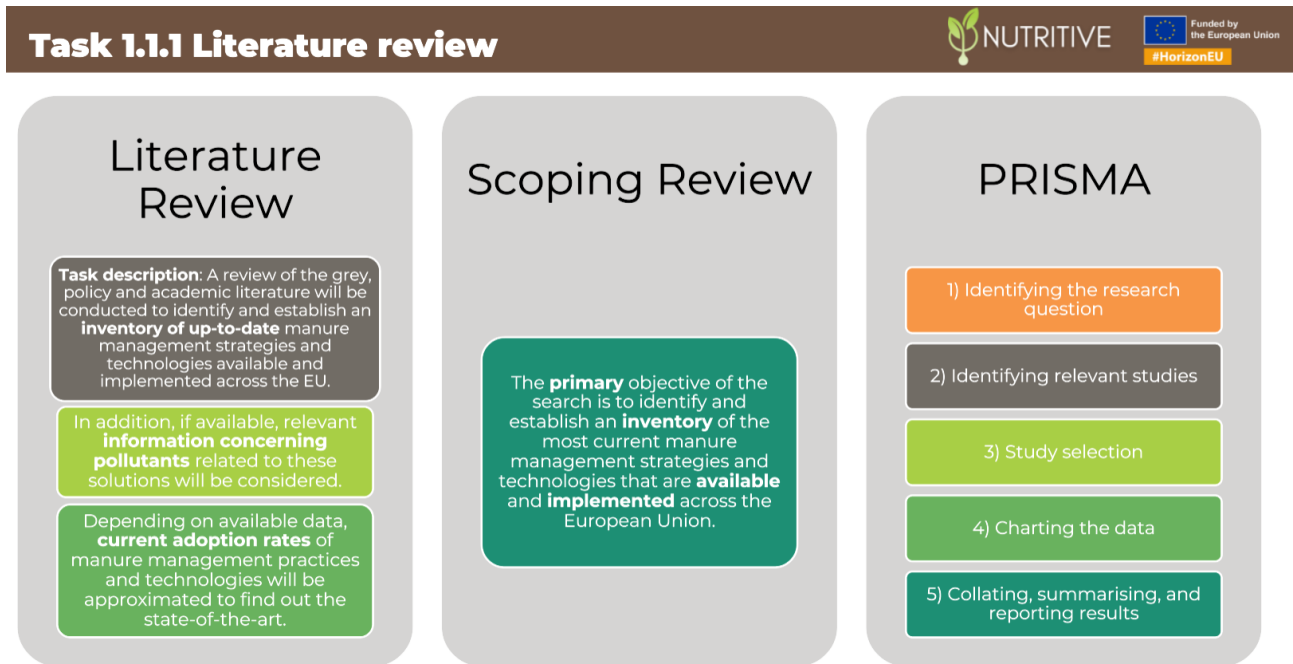 Task 1.1.1 Literature review
NUTRITIVE
Funded by
the European Union
#HorizonEU
Literature
Review
Task description: A review of the grey,
policy and academic literature will be
conducted to identify and establish an
inventory of up-to-date manure
management strategies and
technologies available and
implemented across the EU.
In addition, if available, relevant
information concerning
pollutants related to these
solutions will be considered.
Depending on available data,
current adoption rates of
manure management practices
and technologies will be
approximated to find out the
state-of-the-art.
Scoping Review
The primary objective of the
search is to identify and
establish an inventory of the
most current manure
management strategies and
technologies that are available
and implemented across the
European Union.
PRISMA
1) Identifying the research
question
2) Identifying relevant studies
3) Study selection
4) Charting the data
5) Collating, summarising, and
reporting results